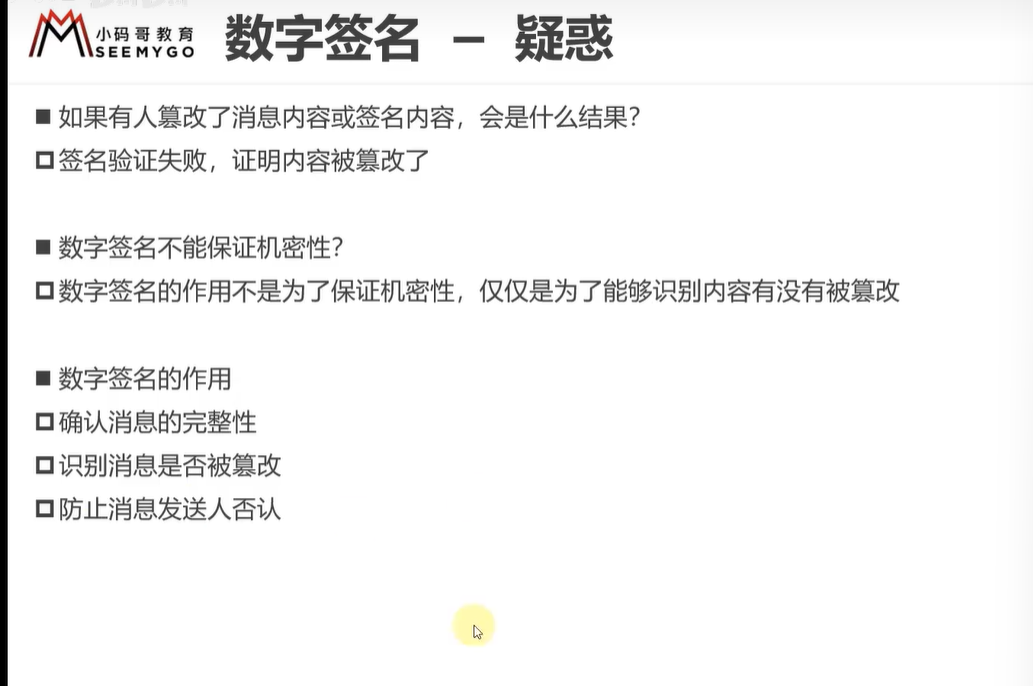 小码哥教育
SEEMYGO
数字签名 – 疑惑
■ 如果有人篡改了消息内容或签名内容，会是什么结果？
签名验证失败，证明内容被篡改了
■ 数字签名不能保证机密性？
数字签名的作用不是为了保证机密性，仅仅是为了能够识别内容有没有被篡改
■ 数字签名的作用
确认消息的完整性
识别消息是否被篡改
防止消息发送人否认